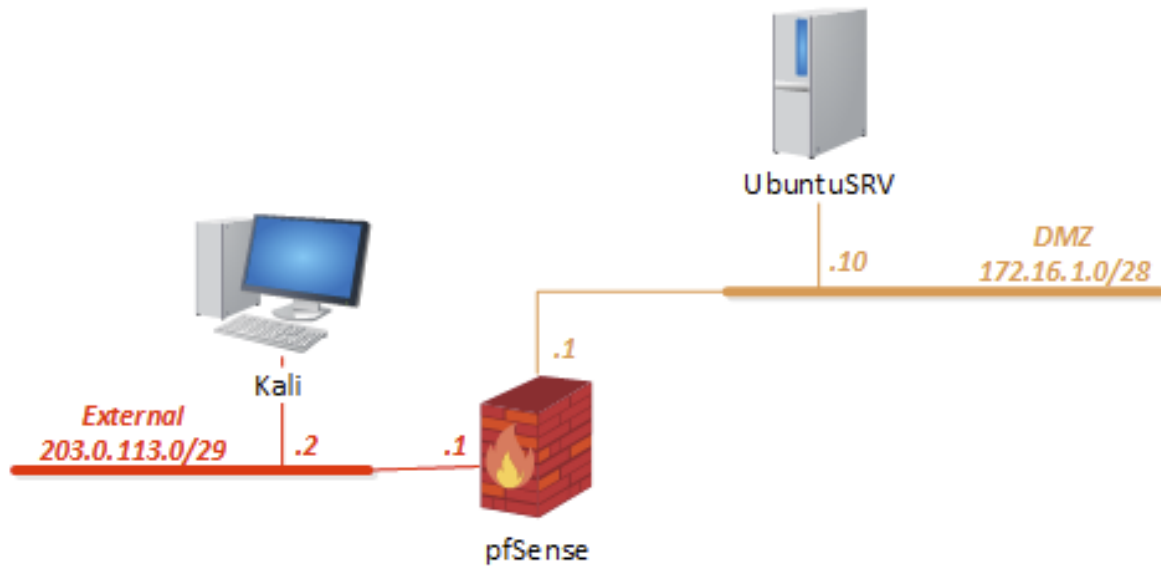 UbuntuSRV
.10
DMZ
172.16.1.0/28
.1
Kali
External
203.0.113.0/29
.2
.1
pfSense